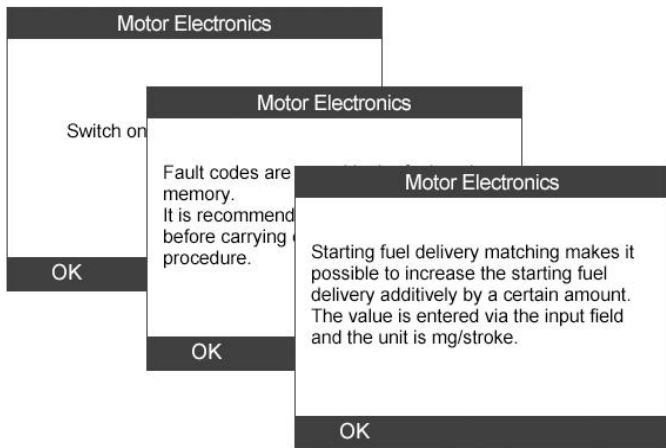 Motor Electronics
Switch on
OK
Motor Electronics
Fault codes are
memory.
It is recommend
before carrying
procedure.
OK
Motor Electronics
Starting fuel delivery matching makes it
possible to increase the starting fuel
delivery additively by a certain amount.
The value is entered via the input field
and the unit is mg/stroke.
OK